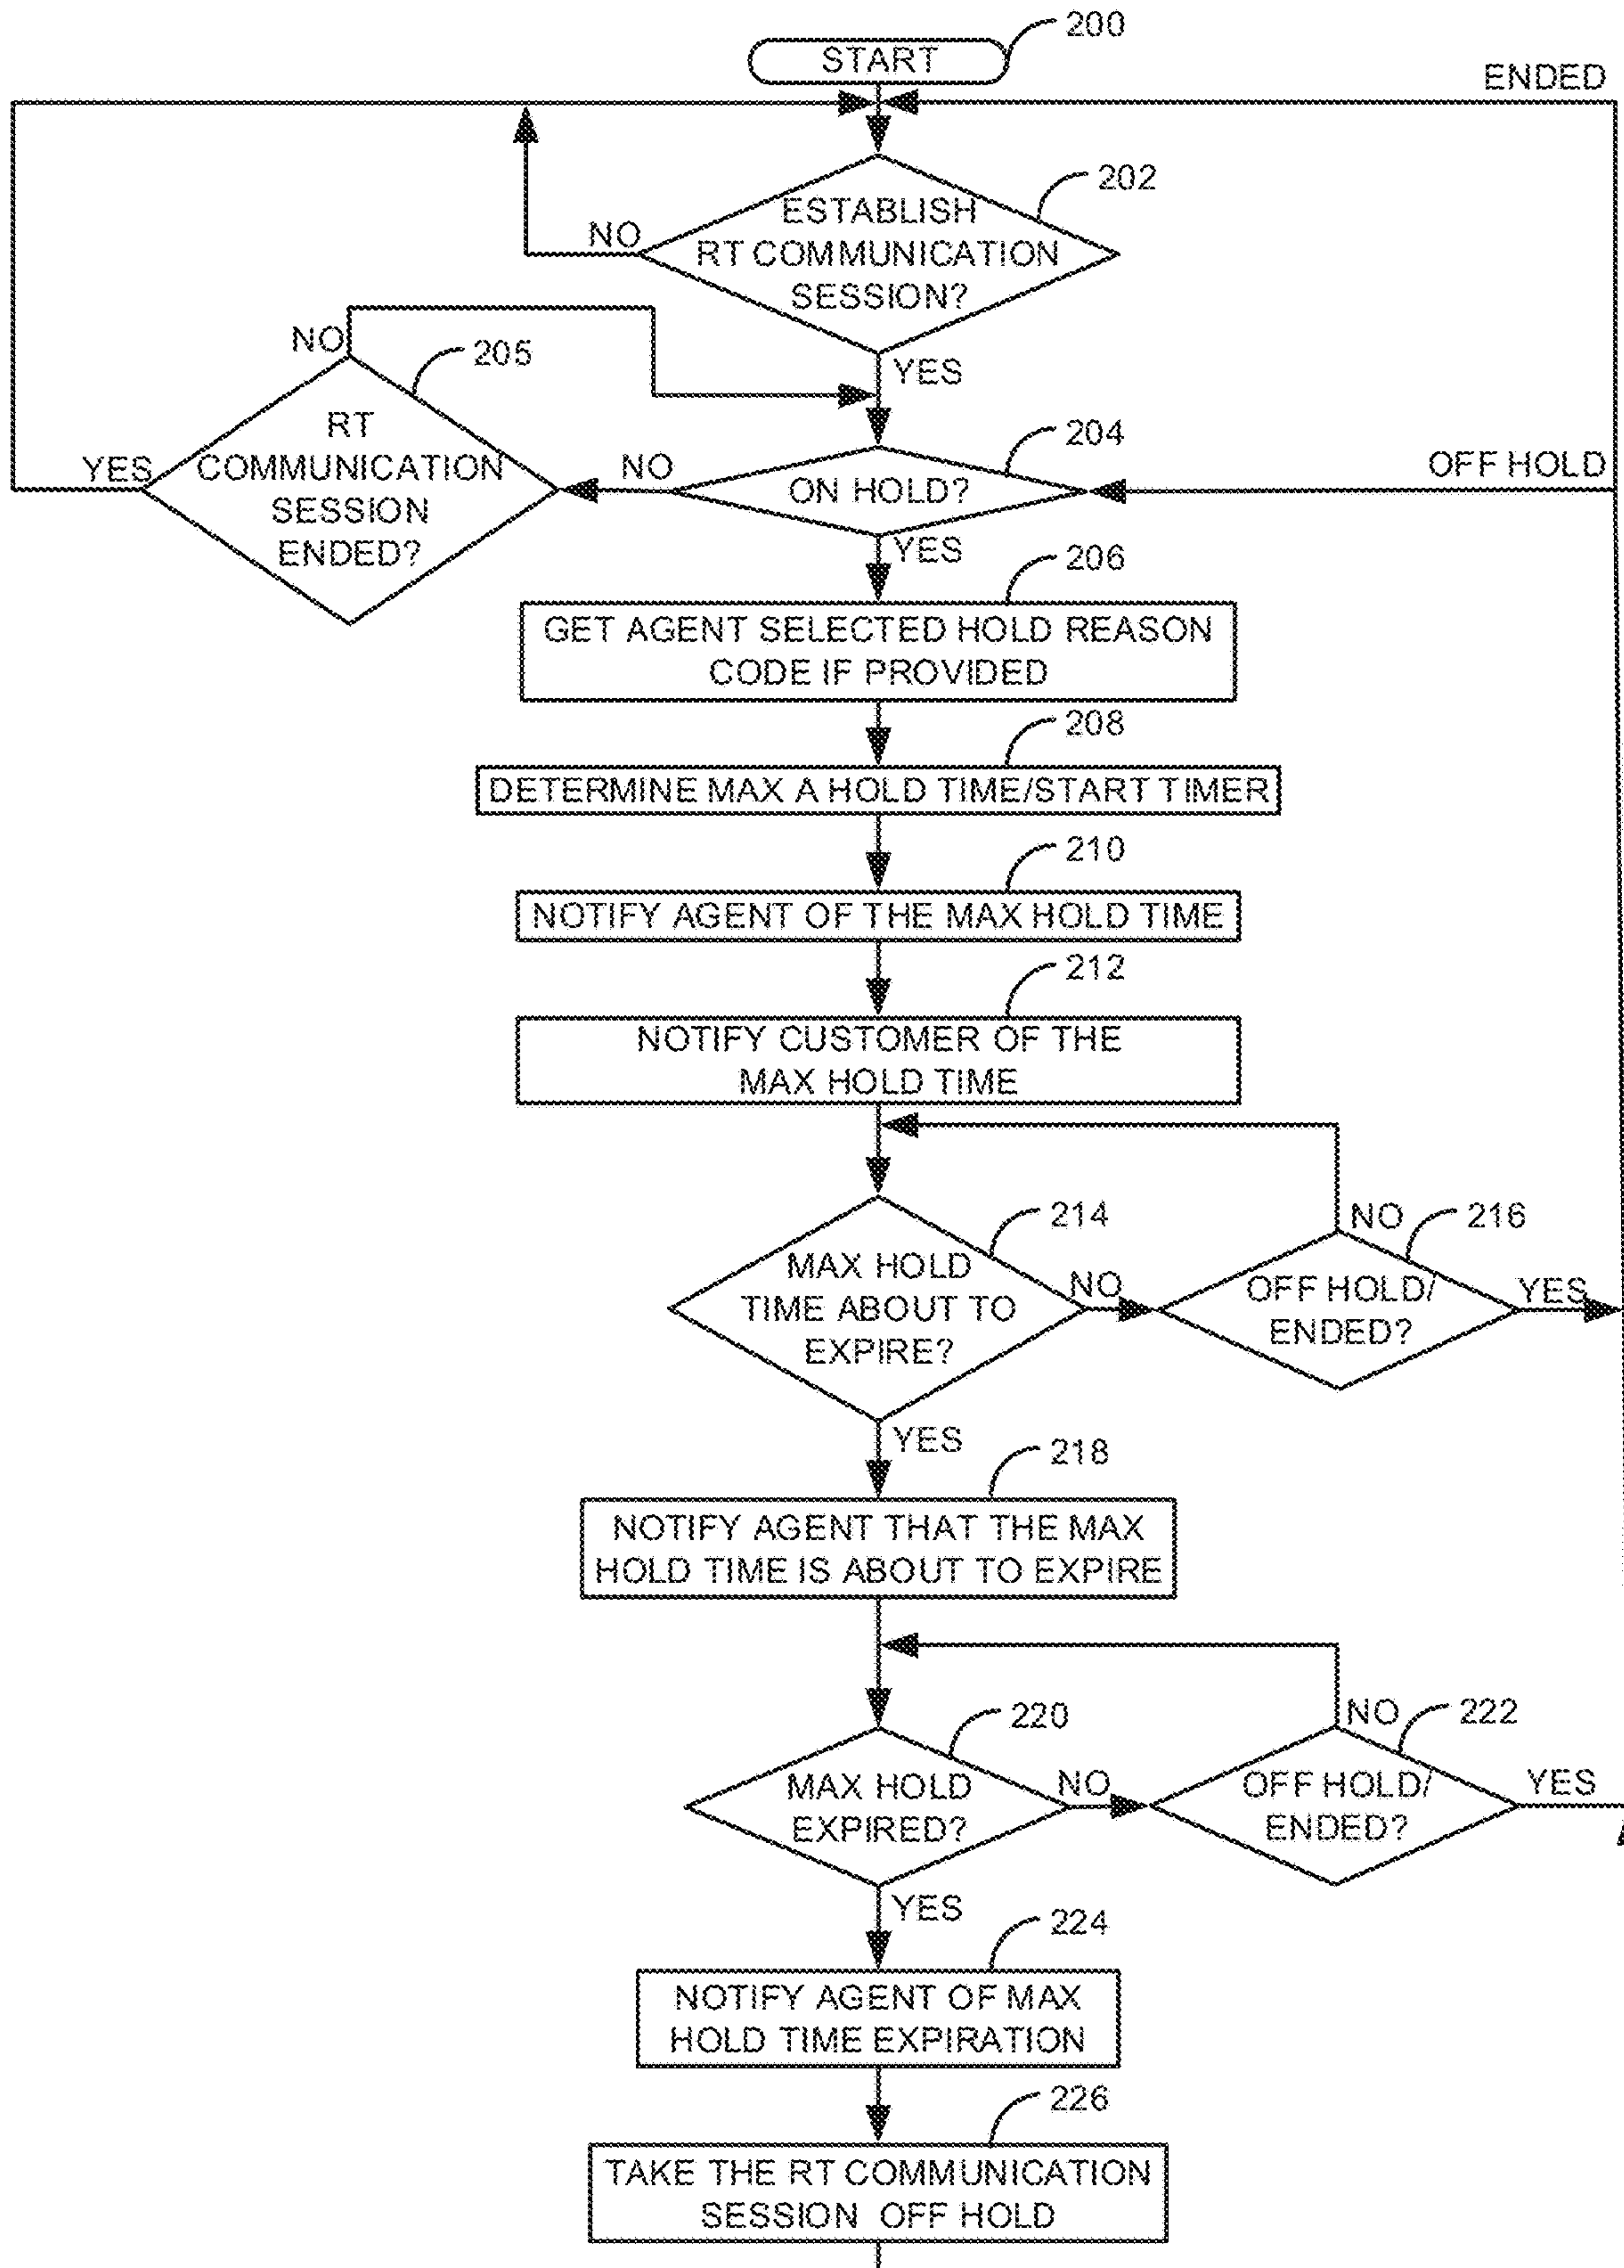 200
START
ENDED
202
ESTABLISH
RT COMMUNICATION
SESSION?
NO
YES
NO
205
RT
COMMUNICATION
SESSION
ENDED?
YES
NO
204
ON HOLD?
OFF HOLD
YES
206
GET AGENT SELECTED HOLD REASON
CODE IF PROVIDED
208
DETERMINE MAX A HOLD TIME/START TIMER
210
NOTIFY AGENT OF THE MAX HOLD TIME
212
NOTIFY CUSTOMER OF THE
MAX HOLD TIME
214
MAX HOLD
TIME ABOUT TO
EXPIRE?
NO
NO
216
OFF HOLD/
ENDED?
YES
YES
218
NOTIFY AGENT THAT THE MAX
HOLD TIME IS ABOUT TO EXPIRE
220
MAX HOLD
EXPIRED?
NO
NO
222
OFF HOLD/
ENDED?
YES
YES
224
NOTIFY AGENT OF MAX
HOLD TIME EXPIRATION
226
TAKE THE RT COMMUNICATION
SESSION OFF HOLD